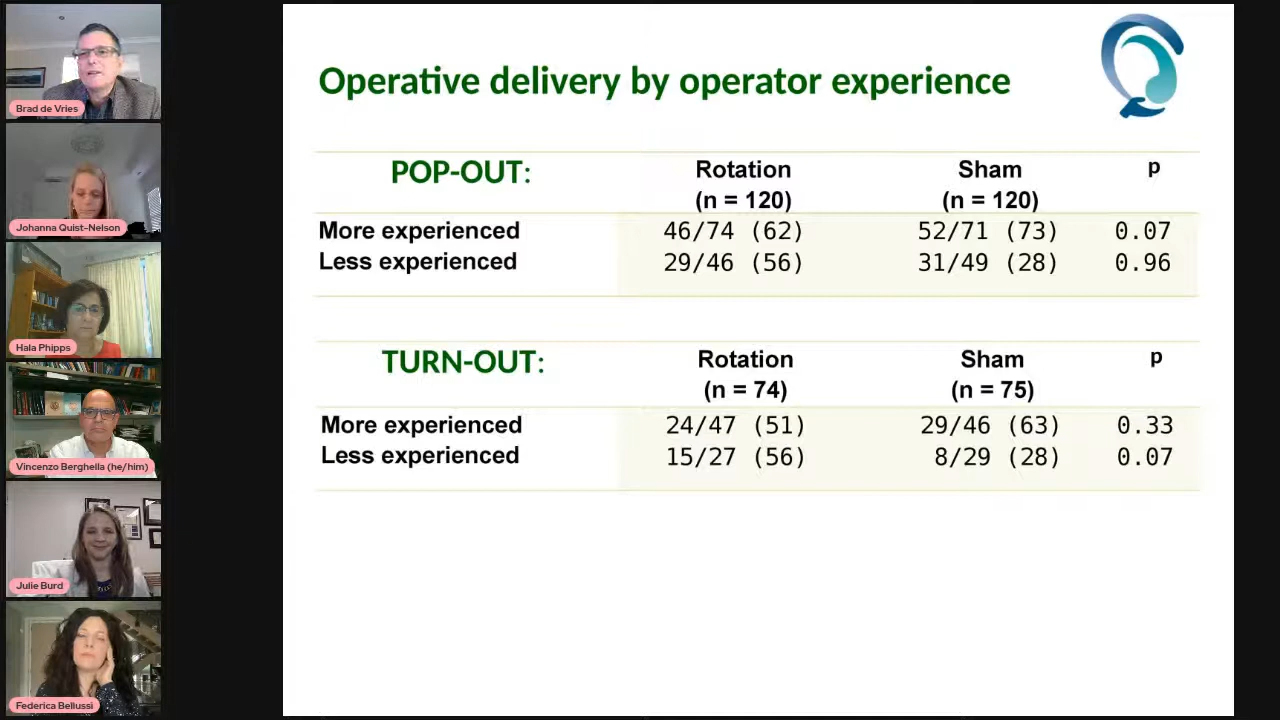 Operative delivery by operator experience
POP-OUT: Rotation Sham p
(n = 120) (n = 120)
More experienced 46/74 (62) 52/71 (73) 0.07
Less experienced 29/46 (56) 31/49 (28) 0.96
TURN-OUT: Rotation Sham p
(n = 74) (n = 75)
More experienced 24/47 (51) 29/46 (63) 0.33
Less experienced 15/27 (56) 8/29 (28) 0.07
Brad de Vries
Johanna Quist-Nelson
Hala Phipps
Vincenzo Berghella (he/him)
Julie Burd
Federica Bellussi